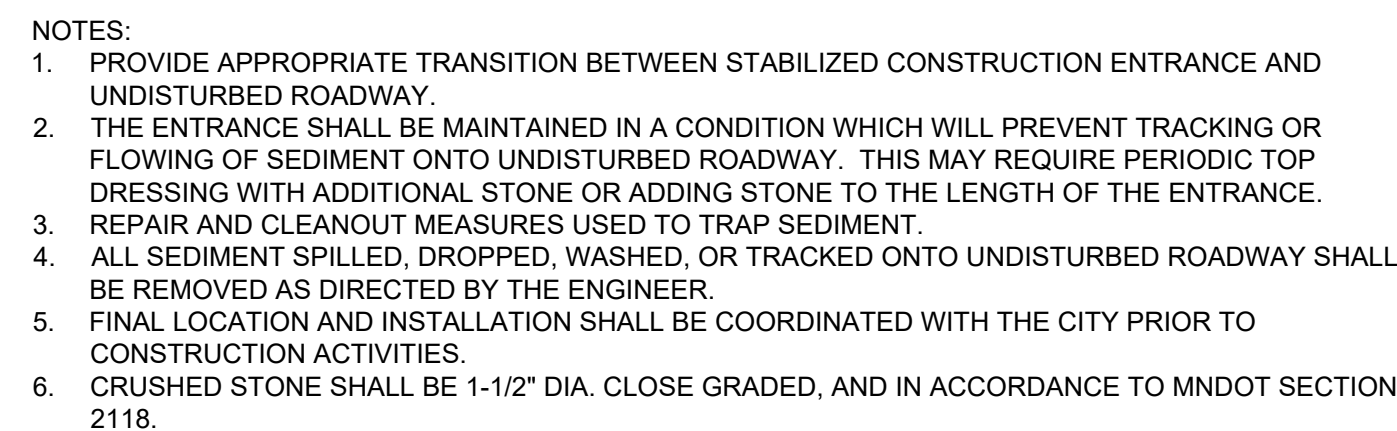 NOTES:
1. PROVIDE APPROPRIATE TRANSITION BETWEEN STABILIZED CONSTRUCTION ENTRANCE AND
UNDISTURBED ROADWAY.
2. THE ENTRANCE SHALL BE MAINTAINED IN A CONDITION WHICH WILL PREVENT TRACKING OR
FLOWING OF SEDIMENT ONTO UNDISTURBED ROADWAY. THIS MAY REQUIRE PERIODIC TOP
DRESSING WITH ADDITIONAL STONE OR ADDING STONE TO THE LENGTH OF THE ENTRANCE.
3. REPAIR AND CLEANOUT MEASURES USED TO TRAP SEDIMENT.
4. ALL SEDIMENT SPILLED, DROPPED, WASHED, OR TRACKED ONTO UNDISTURBED ROADWAY SHALL
BE REMOVED AS DIRECTED BY THE ENGINEER.
5. FINAL LOCATION AND INSTALLATION SHALL BE COORDINATED WITH THE CITY PRIOR TO
CONSTRUCTION ACTIVITIES.
6. CRUSHED STONE SHALL BE 1-1/2" DIA. CLOSE GRADED, AND IN ACCORDANCE TO MNDOT SECTION
2118.